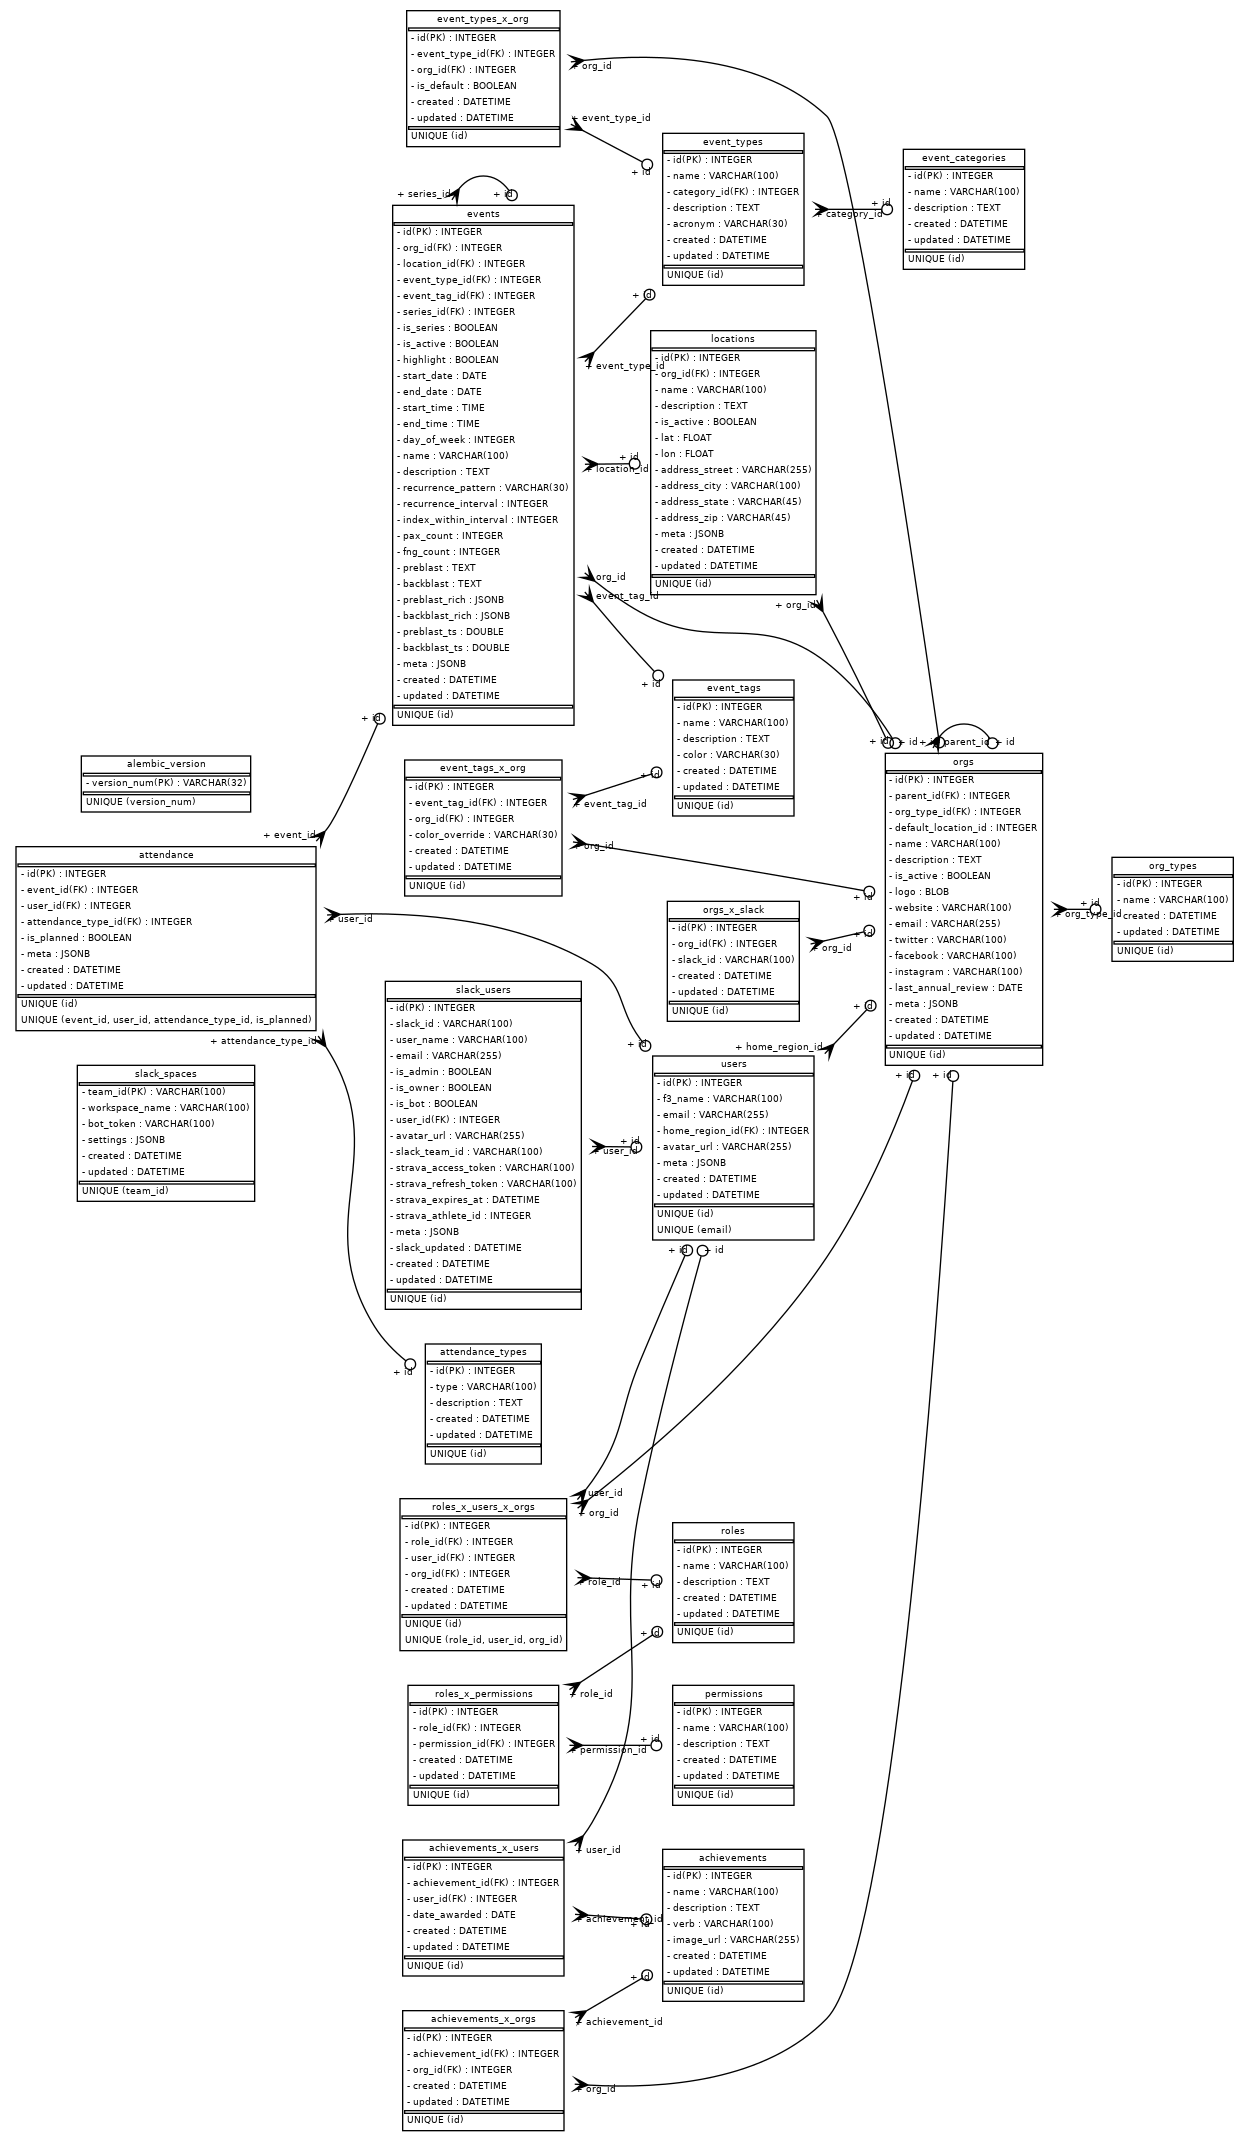 event_types_x_org
- id(PK) : INTEGER
- event_type_id(FK) : INTEGER
- org_id(FK) : INTEGER
- is_default : BOOLEAN
- created : DATETIME
- updated : DATETIME
UNIQUE (id)
+ org_id
+ event_type_id
+ id
event_types
- id(PK) : INTEGER
- name : VARCHAR(100)
- category_id(FK) : INTEGER
- description : TEXT
- acronym : VARCHAR(30)
- created : DATETIME
- updated : DATETIME
UNIQUE (id)
+ category_id
+ id
event_categories
- id(PK) : INTEGER
- name : VARCHAR(100)
- description : TEXT
- created : DATETIME
- updated : DATETIME
UNIQUE (id)
+ series_id
+ id
events
- id(PK) : INTEGER
- org_id(FK) : INTEGER
- location_id(FK) : INTEGER
- event_type_id(FK) : INTEGER
- event_tag_id(FK) : INTEGER
- series_id(FK) : INTEGER
- is_series : BOOLEAN
- is_active : BOOLEAN
- highlight : BOOLEAN
- start_date : DATE
- end_date : DATE
- start_time : TIME
- end_time : TIME
- day_of_week : INTEGER
- name : VARCHAR(100)
- description : TEXT
- recurrence_pattern : VARCHAR(30)
- recurrence_interval : INTEGER
- index_within_interval : INTEGER
- pax_count : INTEGER
- fng_count : INTEGER
- preblast : TEXT
- backblast : TEXT
- preblast_rich : JSONB
- backblast_rich : JSONB
- preblast_ts : DOUBLE
- backblast_ts : DOUBLE
- meta : JSONB
- created : DATETIME
- updated : DATETIME
UNIQUE (id)
+ id
+ event_type_id
+ id
+ location_id
org_id
event_tag_id
+ id
locations
- id(PK) : INTEGER
- org_id(FK) : INTEGER
- name : VARCHAR(100)
- description : TEXT
- is_active : BOOLEAN
- lat : FLOAT
- lon : FLOAT
- address_street : VARCHAR(255)
- address_city : VARCHAR(100)
- address_state : VARCHAR(45)
- address_zip : VARCHAR(45)
- meta : JSONB
- created : DATETIME
- updated : DATETIME
UNIQUE (id)
+ org_id
event_tags
- id(PK) : INTEGER
- name : VARCHAR(100)
- description : TEXT
- color : VARCHAR(30)
- created : DATETIME
- updated : DATETIME
UNIQUE (id)
+ id
+ id
+ id
+ id
parent_id
+ id
orgs
- id(PK) : INTEGER
- parent_id(FK) : INTEGER
- org_type_id(FK) : INTEGER
- default_location_id : INTEGER
- name : VARCHAR(100)
- description : TEXT
- is_active : BOOLEAN
- logo : BLOB
- website : VARCHAR(100)
- email : VARCHAR(255)
- twitter : VARCHAR(100)
- facebook : VARCHAR(100)
- instagram : VARCHAR(100)
- last_annual_review : DATE
- meta : JSONB
- created : DATETIME
- updated : DATETIME
UNIQUE (id)
+ id
+ org_type_id
org_types
- id(PK) : INTEGER
- name : VARCHAR(100)
- created : DATETIME
- updated : DATETIME
UNIQUE (id)
alembic_version
- version_num(PK) : VARCHAR(32)
UNIQUE (version_num)
event_tags_x_org
- id(PK) : INTEGER
- event_tag_id(FK) : INTEGER
- org_id(FK) : INTEGER
- color_override : VARCHAR(30)
- created : DATETIME
- updated : DATETIME
UNIQUE (id)
+ id
+ event_tag_id
+ org_id
+ id
+ event_id
attendance
- id(PK) : INTEGER
- event_id(FK) : INTEGER
- user_id(FK) : INTEGER
- attendance_type_id(FK) : INTEGER
- is_planned : BOOLEAN
- meta : JSONB
- created : DATETIME
- updated : DATETIME
UNIQUE (id)
UNIQUE (event_id, user_id, attendance_type_id, is_planned)
+ user_id
+ attendance_type_id
orgs_x_slack
- id(PK) : INTEGER
- org_id(FK) : INTEGER
- slack_id : VARCHAR(100)
- created : DATETIME
- updated : DATETIME
UNIQUE (id)
+ id
+ org_id
slack_users
- id(PK) : INTEGER
- slack_id : VARCHAR(100)
- user_name : VARCHAR(100)
- email : VARCHAR(255)
- is_admin : BOOLEAN
- is_owner : BOOLEAN
- is_bot : BOOLEAN
- user_id(FK) : INTEGER
- avatar_url : VARCHAR(255)
- slack_team_id : VARCHAR(100)
- strava_access_token : VARCHAR(100)
- strava_refresh_token : VARCHAR(100)
- strava_expires_at : DATETIME
- strava_athlete_id : INTEGER
- meta : JSONB
- slack_updated : DATETIME
- created : DATETIME
- updated : DATETIME
UNIQUE (id)
+ id
+ id
+ user_id
+ id
+ home_region_id
users
- id(PK) : INTEGER
- f3_name : VARCHAR(100)
- email : VARCHAR(255)
- home_region_id(FK) : INTEGER
- avatar_url : VARCHAR(255)
- meta : JSONB
- created : DATETIME
- updated : DATETIME
UNIQUE (id)
UNIQUE (email)
+ id
+ id
+ id
+ id
slack_spaces
- team_id(PK) : VARCHAR(100)
- workspace_name : VARCHAR(100)
- bot_token : VARCHAR(100)
- settings : JSONB
- created : DATETIME
- updated : DATETIME
UNIQUE (team_id)
+ id
attendance_types
- id(PK) : INTEGER
- type : VARCHAR(100)
- description : TEXT
- created : DATETIME
- updated : DATETIME
UNIQUE (id)
user_id
+ org_id
roles_x_users_x_orgs
- id(PK) : INTEGER
- role_id(FK) : INTEGER
- user_id(FK) : INTEGER
- org_id(FK) : INTEGER
- created : DATETIME
- updated : DATETIME
UNIQUE (id)
UNIQUE (role_id, user_id, org_id)
+ role_id
+ id
roles
- id(PK) : INTEGER
- name : VARCHAR(100)
- description : TEXT
- created : DATETIME
- updated : DATETIME
UNIQUE (id)
+ id
+ role_id
roles_x_permissions
- id(PK) : INTEGER
- role_id(FK) : INTEGER
- permission_id(FK) : INTEGER
- created : DATETIME
- updated : DATETIME
UNIQUE (id)
+ id
+ permission_id
permissions
- id(PK) : INTEGER
- name : VARCHAR(100)
- description : TEXT
- created : DATETIME
- updated : DATETIME
UNIQUE (id)
+ user_id
achievements_x_users
- id(PK) : INTEGER
- achievement_id(FK) : INTEGER
- user_id(FK) : INTEGER
- date_awarded : DATE
- created : DATETIME
- updated : DATETIME
UNIQUE (id)
+ achievement_id
+ id
achievements
- id(PK) : INTEGER
- name : VARCHAR(100)
- description : TEXT
- verb : VARCHAR(100)
- image_url : VARCHAR(255)
- created : DATETIME
- updated : DATETIME
UNIQUE (id)
+ id
+ achievement_id
achievements_x_orgs
- id(PK) : INTEGER
- achievement_id(FK) : INTEGER
- org_id(FK) : INTEGER
- created : DATETIME
- updated : DATETIME
UNIQUE (id)
+ org_id